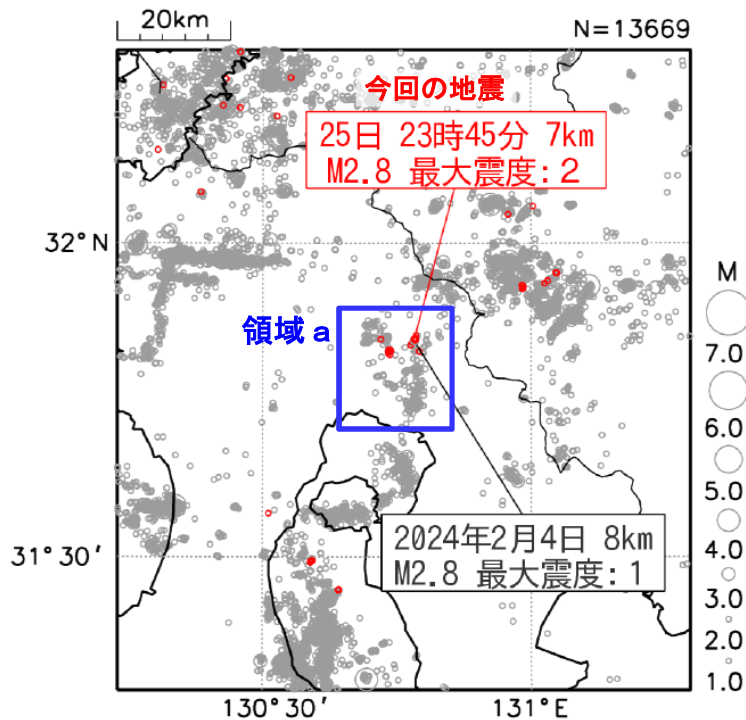 20km
N=13669
今回の地震
25日 23時45分 7km
M2.8 最大震度:2
32°N
領域a
M
7.0
6.0
5.0
4.0
3.0
2.0
1.0
2024年2月4日 8km
M2.8 最大震度:1
31°30′
130°30′
131°E